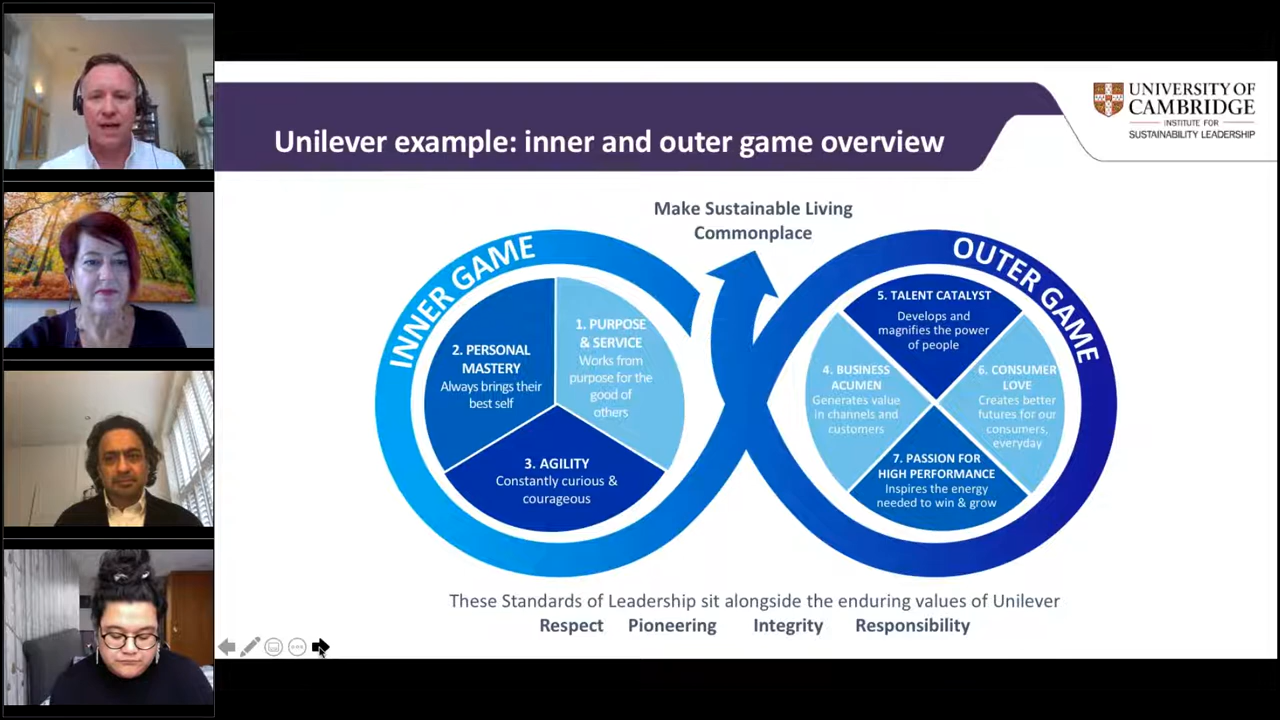 UNIVERSITY OF
CAMBRIDGE
INSTITUTE FOR
SUSTAINABILITY LEADERSHIP
Unilever example: inner and outer game overview
Make Sustainable Living
Commonplace
INNER GAME
1. PURPOSE
& SERVICE
Works from
purpose for the
good of
others
2. PERSONAL
MASTERY
Always brings their
best self
3. AGILITY
Constantly curious &
courageous
OUTER GAME
5. TALENT CATALYST
Develops and
magnifies the power
of people
4. BUSINESS
ACUMEN
Generates value
in channels and
customers
6. CONSUMER
LOVE
Creates better
futures for our
consumers,
everyday
7. PASSION FOR
HIGH PERFORMANCE
Inspires the energy
needed to win & grow
These Standards of Leadership sit alongside the enduring values of Unilever
Respect Pioneering Integrity Responsibility